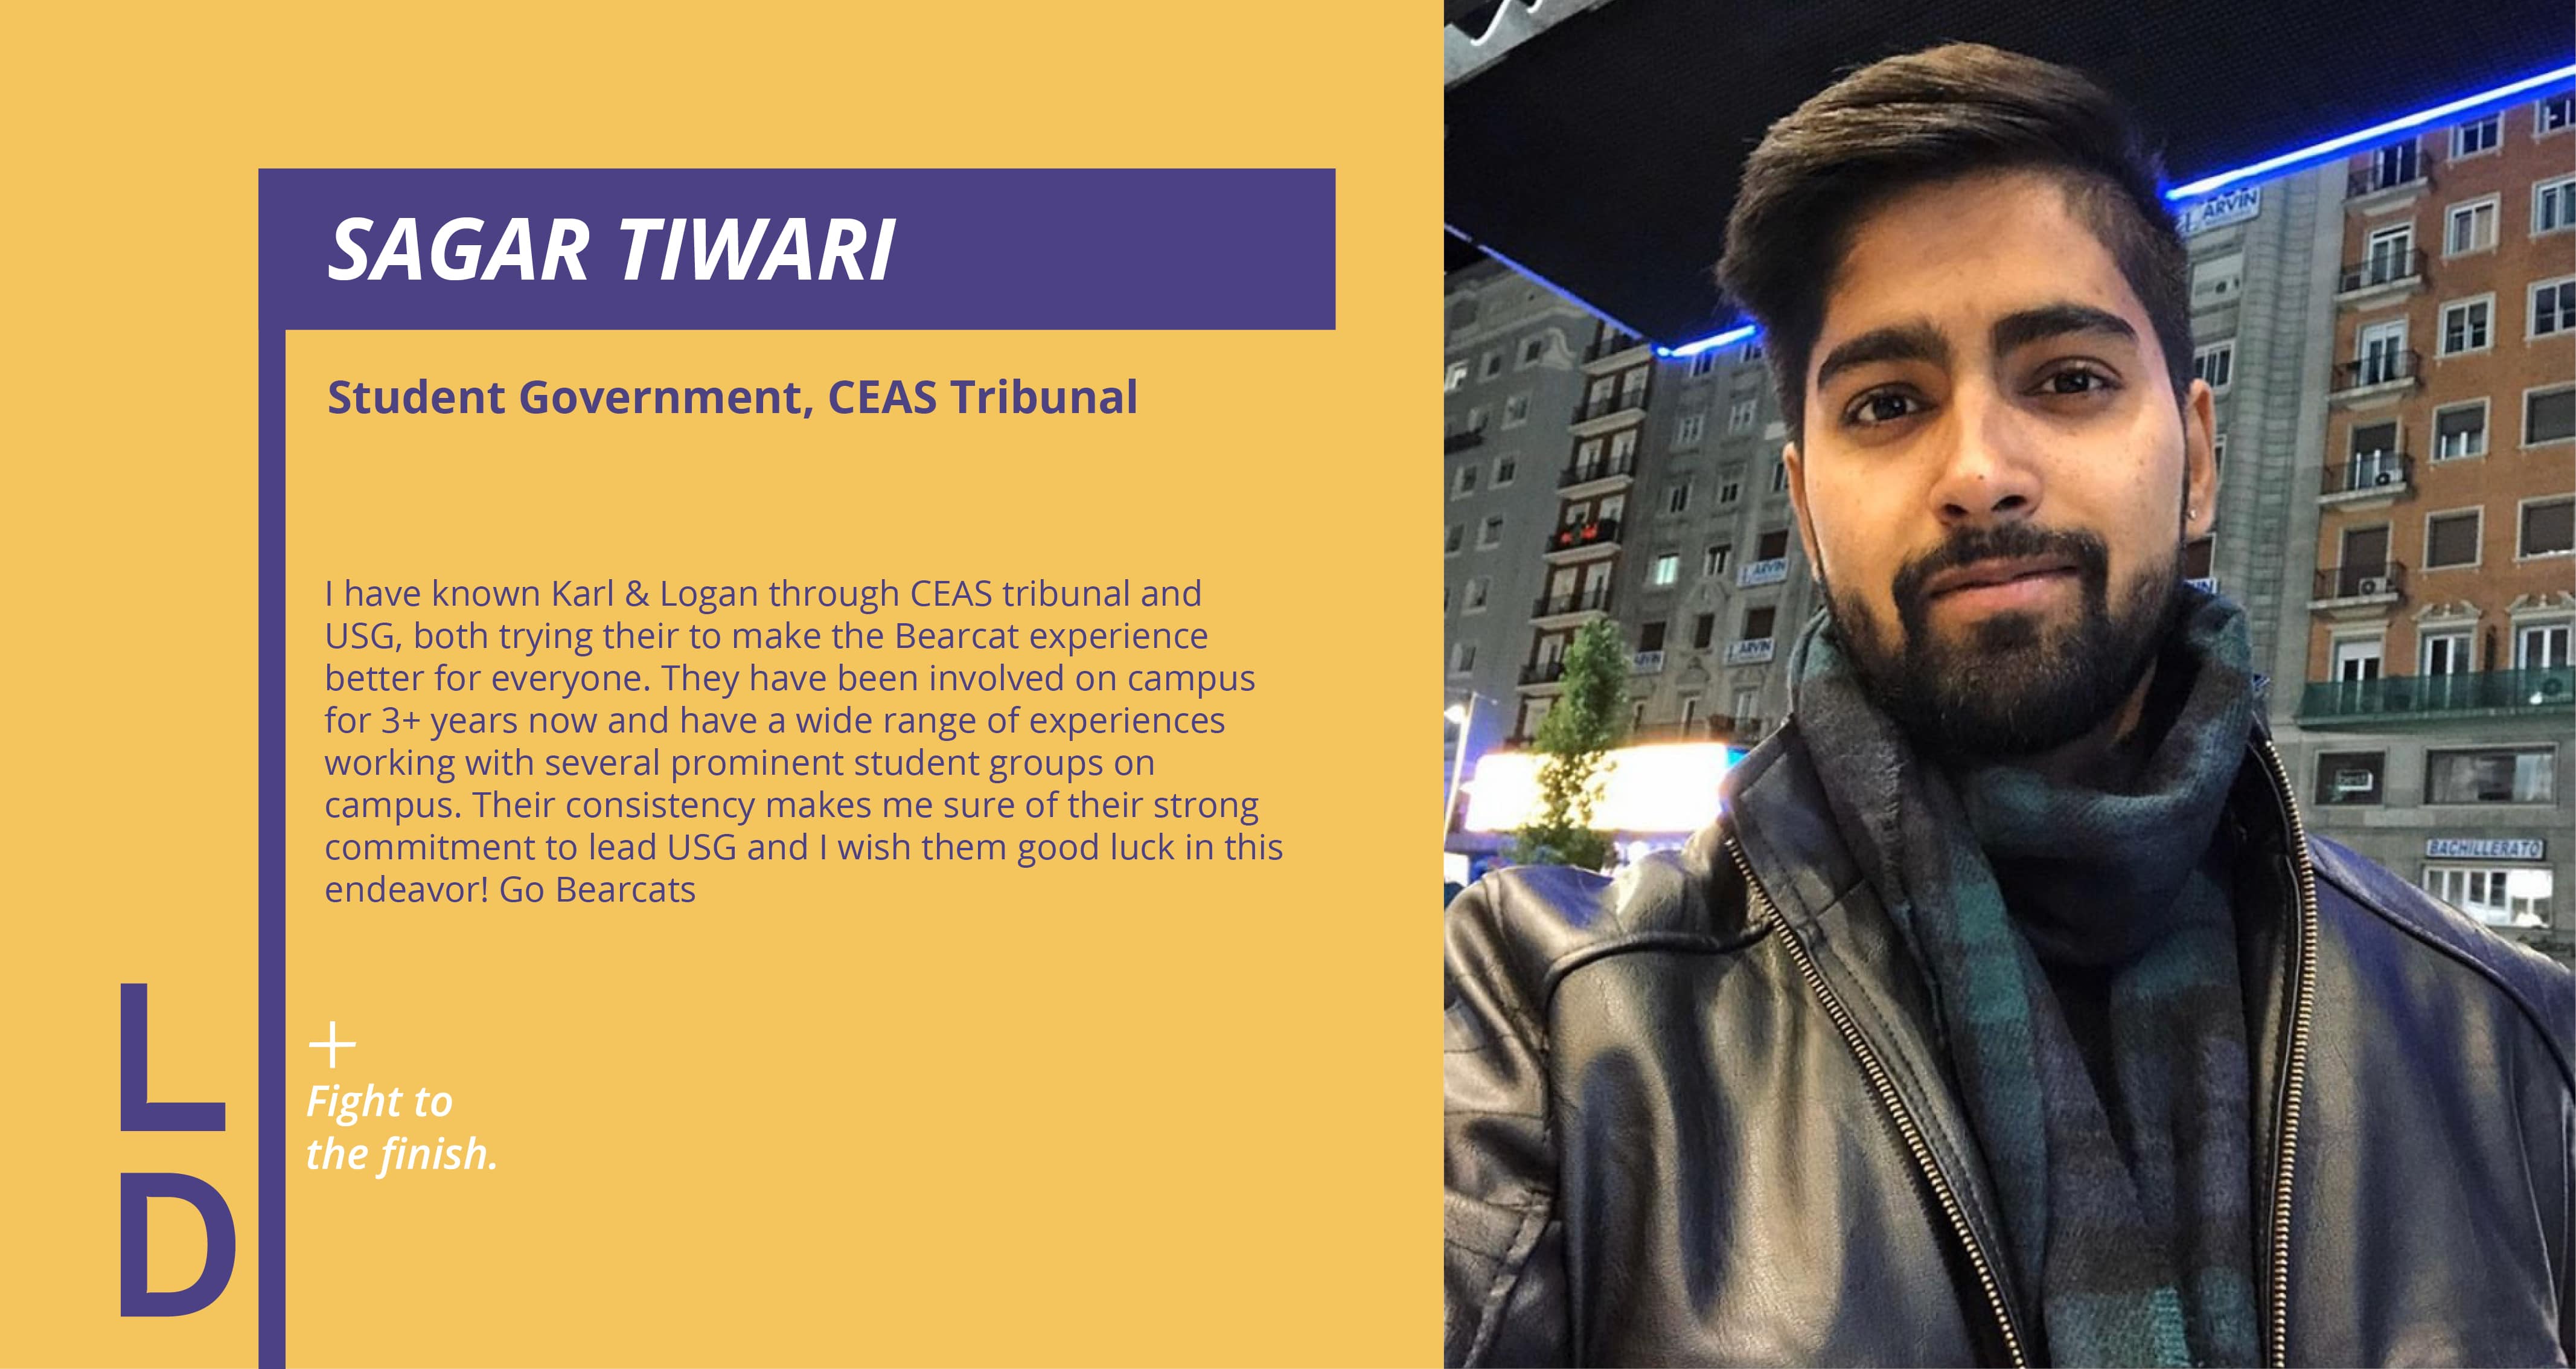 SAGAR TIWARI
Student Government, CEAS Tribunal
I have known Karl & Logan through CEAS tribunal and
USG, both trying their to make the Bearcat experience
better for everyone. They have been involved on campus
for 3+ years now and have a wide range of experiences
working with several prominent student groups on
campus. Their consistency makes me sure of their strong
commitment to lead USG and I wish them good luck in this
endeavor! Go Bearcats
L
D
+
Fight to
the finish.
ARVIN
ARVIN
ARVIN
ARVIN
BACHILLERATO